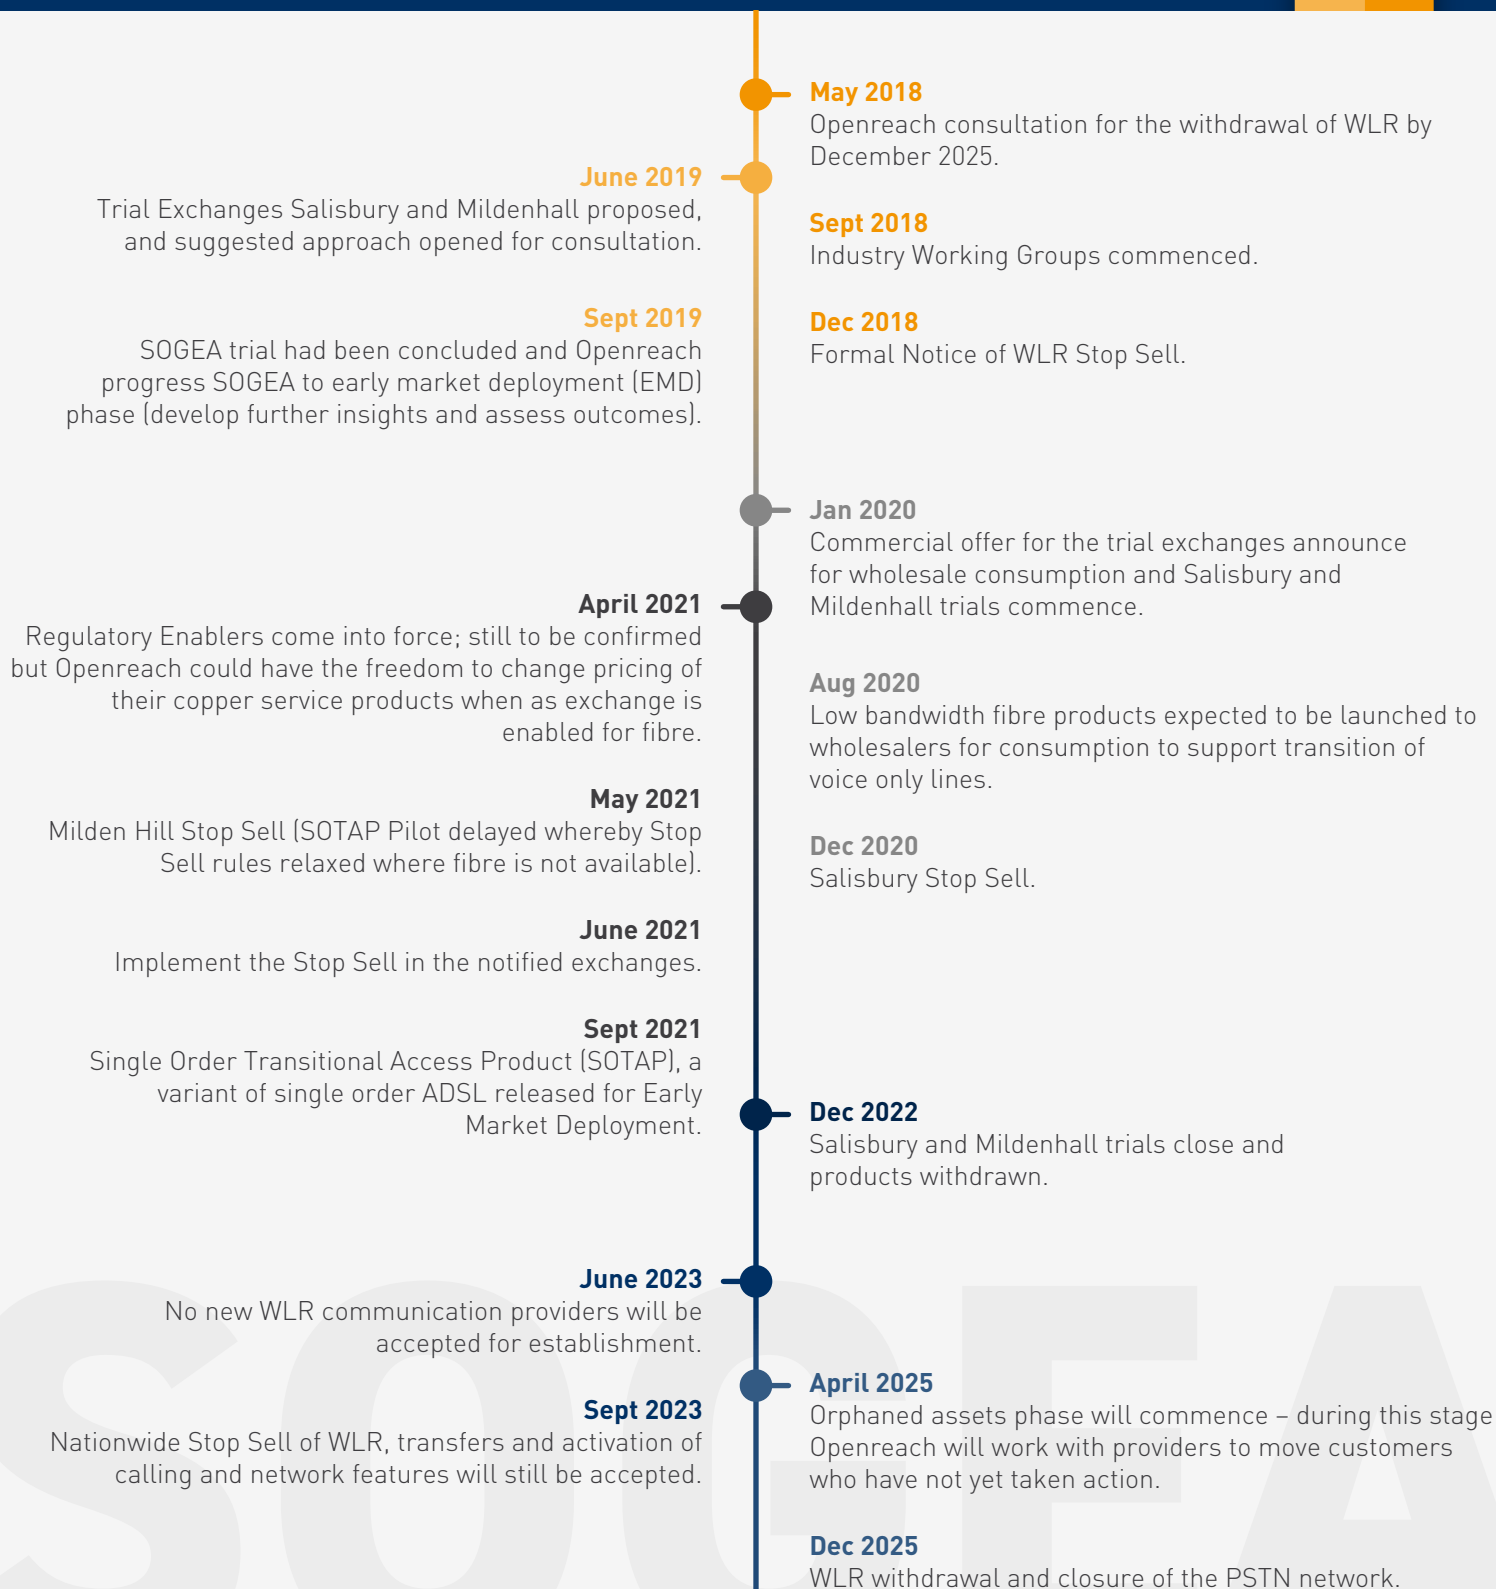 May 2018
Openreach consultation for the withdrawal of WLR by
December 2025.
Sept 2018
Industry Working Groups commenced.
Dec 2018
Formal Notice of WLR Stop Sell.
June 2019
Trial Exchanges Salisbury and Mildenhall proposed,
and suggested approach opened for consultation.
Sept 2019
SOGEA trial had been concluded and Openreach
progress SOGEA to early market deployment (EMD)
phase (develop further insights and assess outcomes).
Jan 2020
Commercial offer for the trial exchanges announce
for wholesale consumption and Salisbury and
Mildenhall trials commence.
Aug 2020
Low bandwidth fibre products expected to be launched to
wholesalers for consumption to support transition of
voice only lines.
Dec 2020
Salisbury Stop Sell.
April 2021
Regulatory Enablers come into force; still to be confirmed
but Openreach could have the freedom to change pricing of
their copper service products when as exchange is
enabled for fibre.
May 2021
Milden Hill Stop Sell (SOTAP Pilot delayed whereby Stop
Sell rules relaxed where fibre is not available).
June 2021
Implement the Stop Sell in the notified exchanges.
Sept 2021
Single Order Transitional Access Product (SOTAP), a
variant of single order ADSL released for Early
Market Deployment.
Dec 2022
Salisbury and Mildenhall trials close and
products withdrawn.
June 2023
No new WLR communication providers will be
accepted for establishment.
Sept 2023
Nationwide Stop Sell of WLR, transfers and activation of
calling and network features will still be accepted.
April 2025
Orphaned assets phase will commence – during this stage
Openreach will work with providers to move customers
who have not yet taken action.
Dec 2025
WLR withdrawal and closure of the PSTN network.
SOGEA